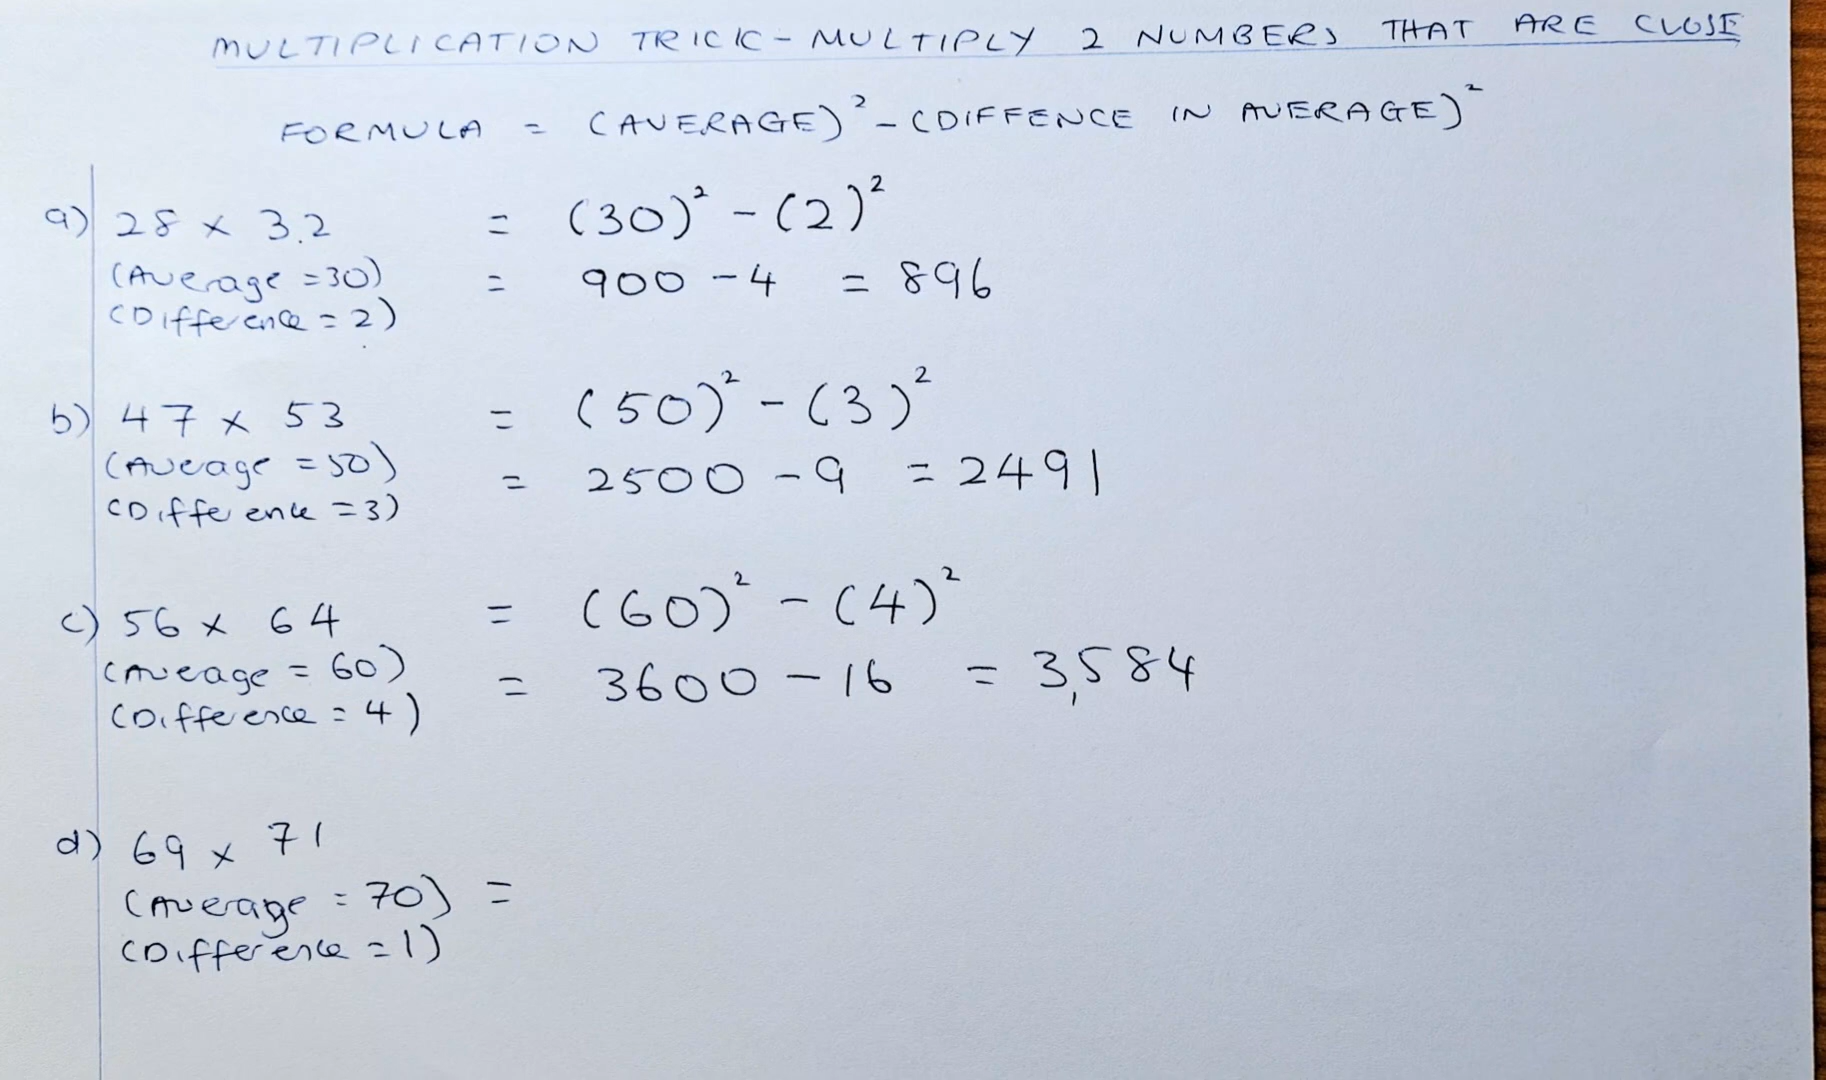 MULTIPLICATION TRICK - MULTIPLY 2 NUMBERS THAT ARE CLOSE
FORMULA = (AVERAGE)² - (DIFFENCE IN AVERAGE)²
a) 28 x 32 = (30)² - (2)²
(Average = 30) = 900 - 4 = 896
(Difference = 2)
b) 47 x 53 = (50)² - (3)²
(Aveage = 50) = 2500 - 9 = 2491
(Difference = 3)
c) 56 x 64 = (60)² - (4)²
(Aveage = 60) = 3600 - 16 = 3,584
(Difference = 4)
d) 69 x 71
(Average = 70) =
(Difference = 1)